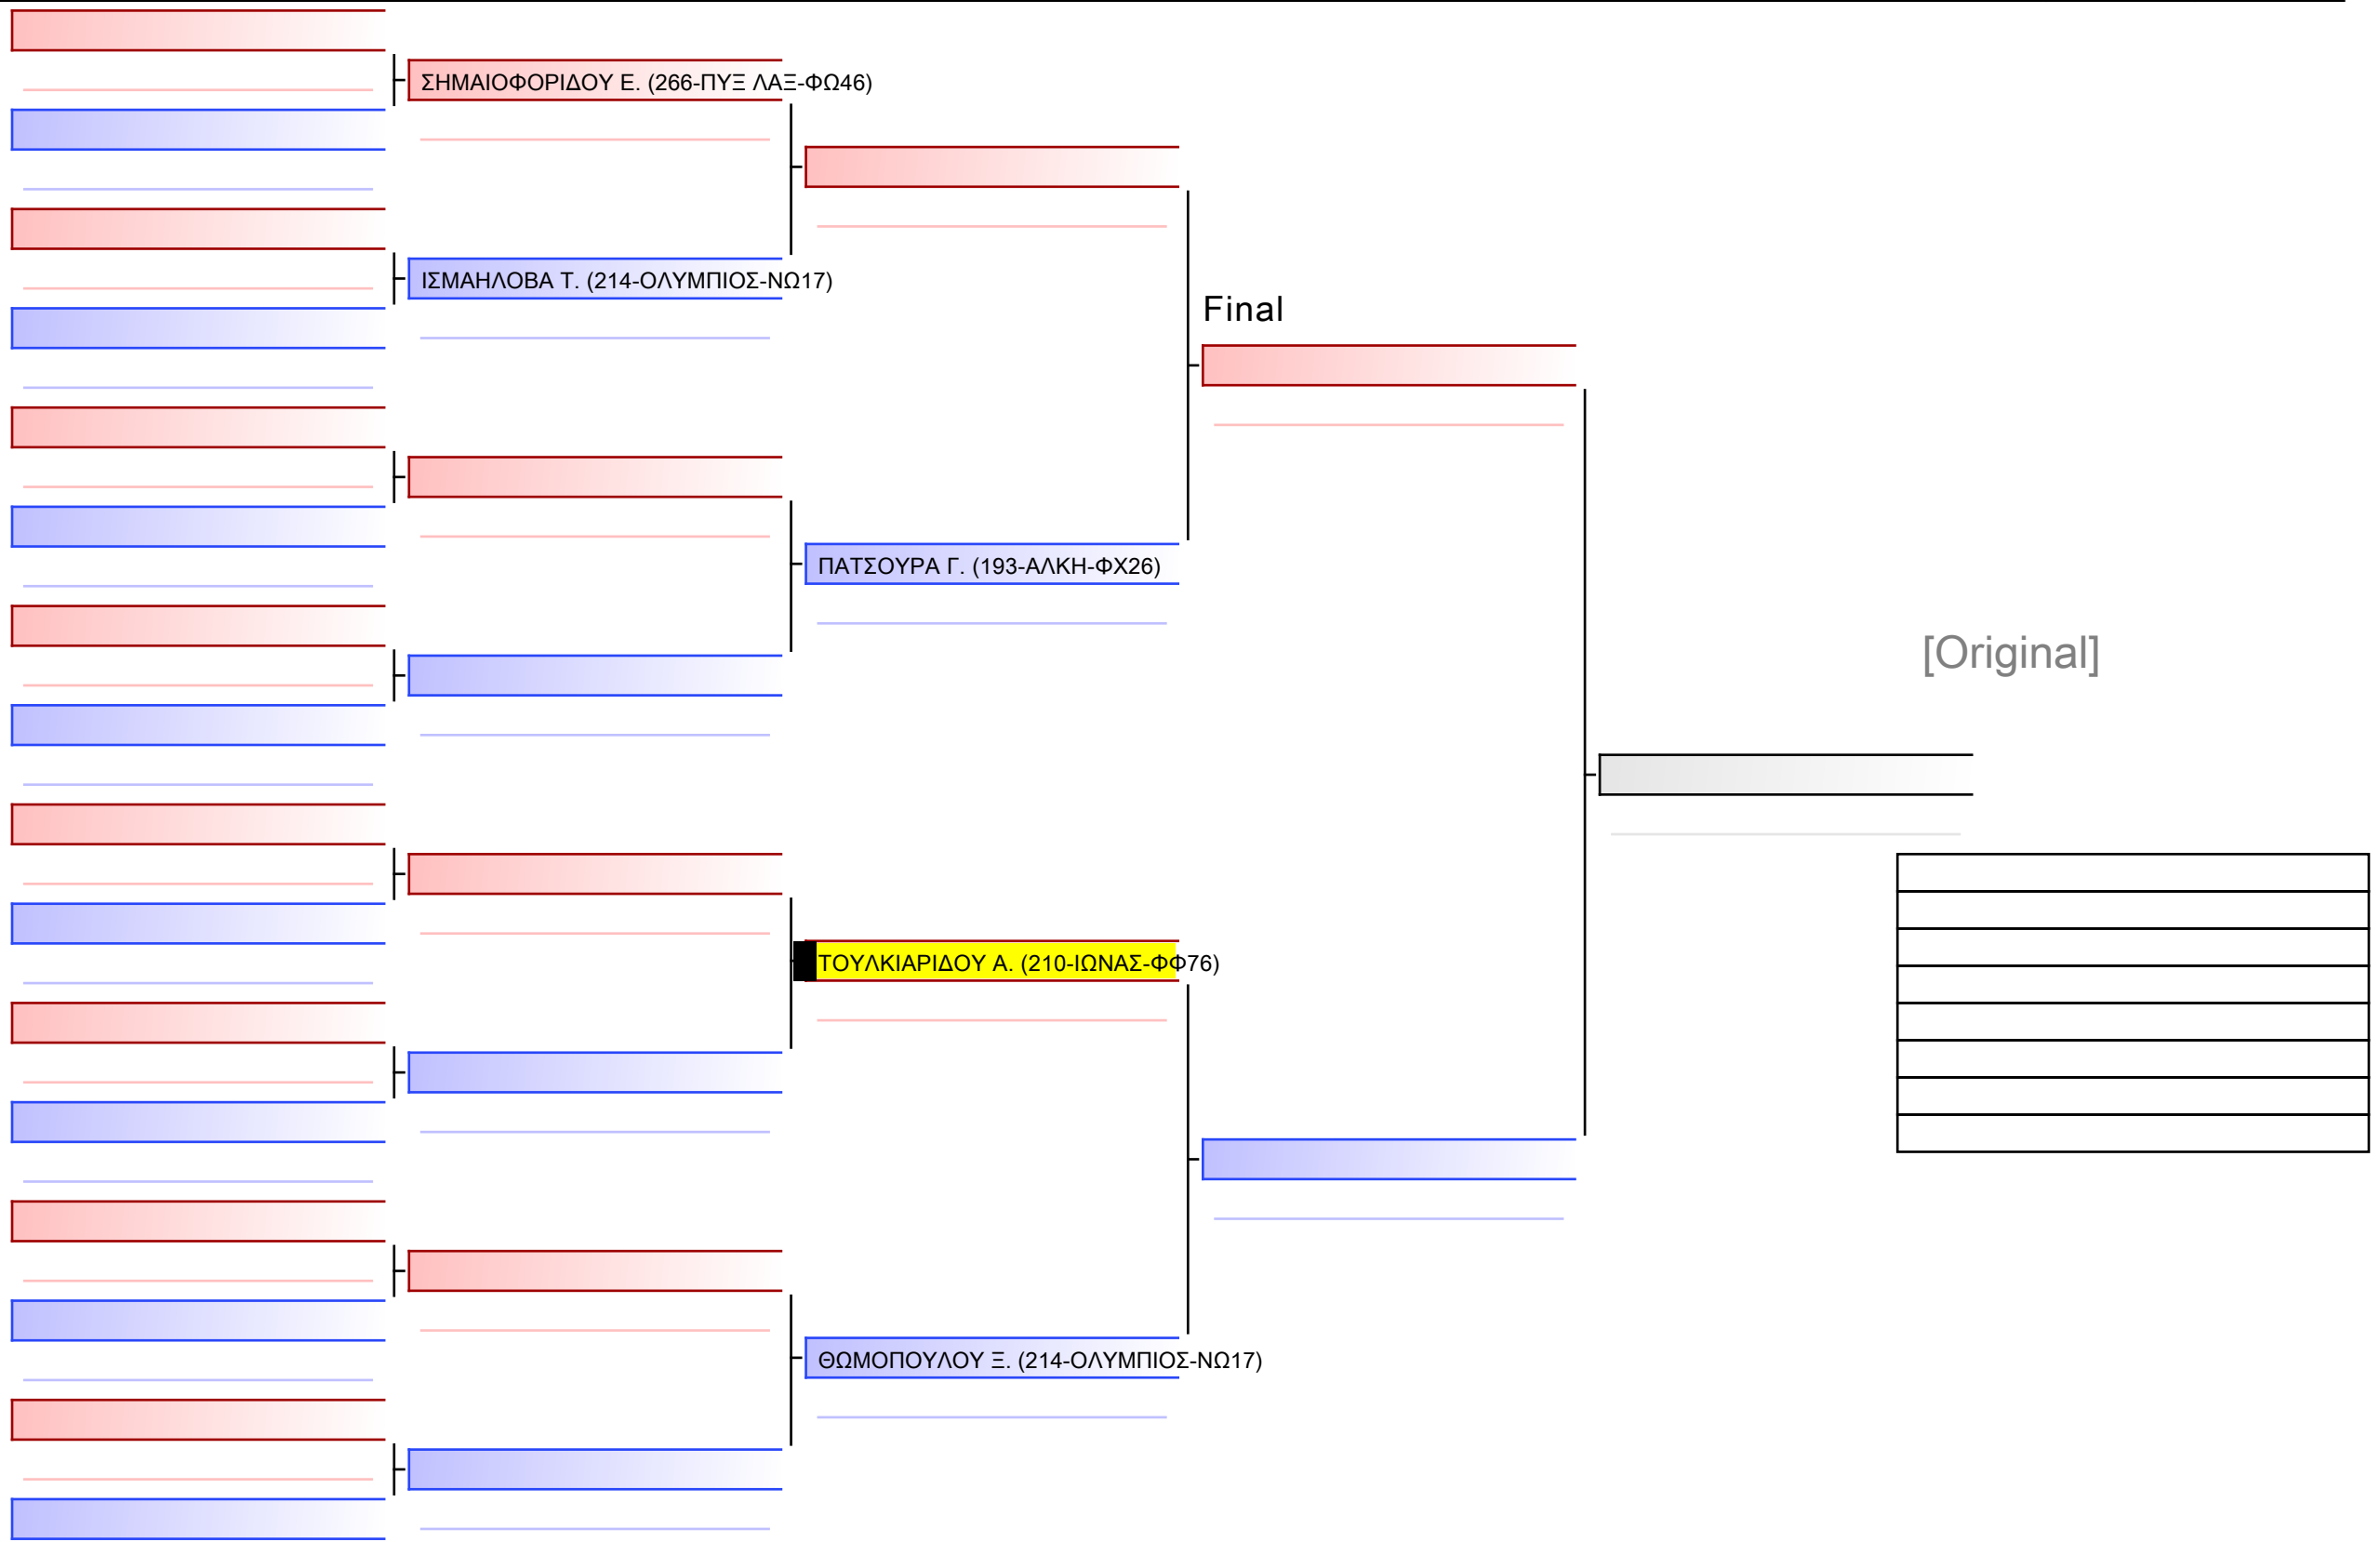 ΣΗΜΑΙΟΦΟΡΙΔΟΥ Ε. (266-ΠΥΞ ΛΑΞ-ΦΩ46)
ΙΣΜΑΗΛΟΒΑ Τ. (214-ΟΛΥΜΠΙΟΣ-ΝΩ17)
Final
ΠΑΤΣΟΥΡΑ Γ. (193-ΑΛΚΗ-ΦΧ26)
[Original]
ΤΟΥΛΚΙΑΡΙΔΟΥ Α. (210-ΙΩΝΑΣ-ΦΦ76)
ΘΩΜΟΠΟΥΛΟΥ Ξ. (214-ΟΛΥΜΠΙΟΣ-ΝΩ17)